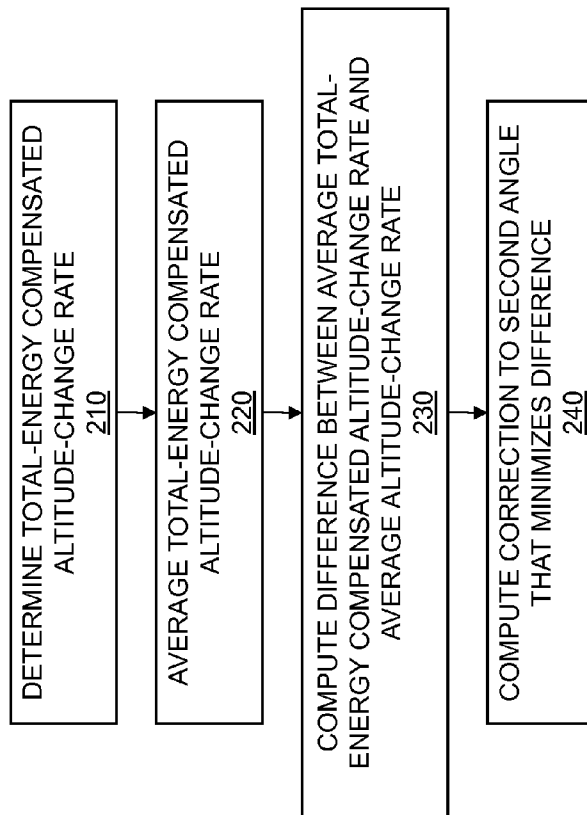 DETERMINE TOTAL-ENERGY COMPENSATED
ALTITUDE-CHANGE RATE
210
AVERAGE TOTAL-ENERGY COMPENSATED
ALTITUDE-CHANGE RATE
220
COMPUTE DIFFERENCE BETWEEN AVERAGE TOTAL-
ENERGY COMPENSATED ALTITUDE-CHANGE RATE AND
AVERAGE ALTITUDE-CHANGE RATE
230
COMPUTE CORRECTION TO SECOND ANGLE
THAT MINIMIZES DIFFERENCE
240